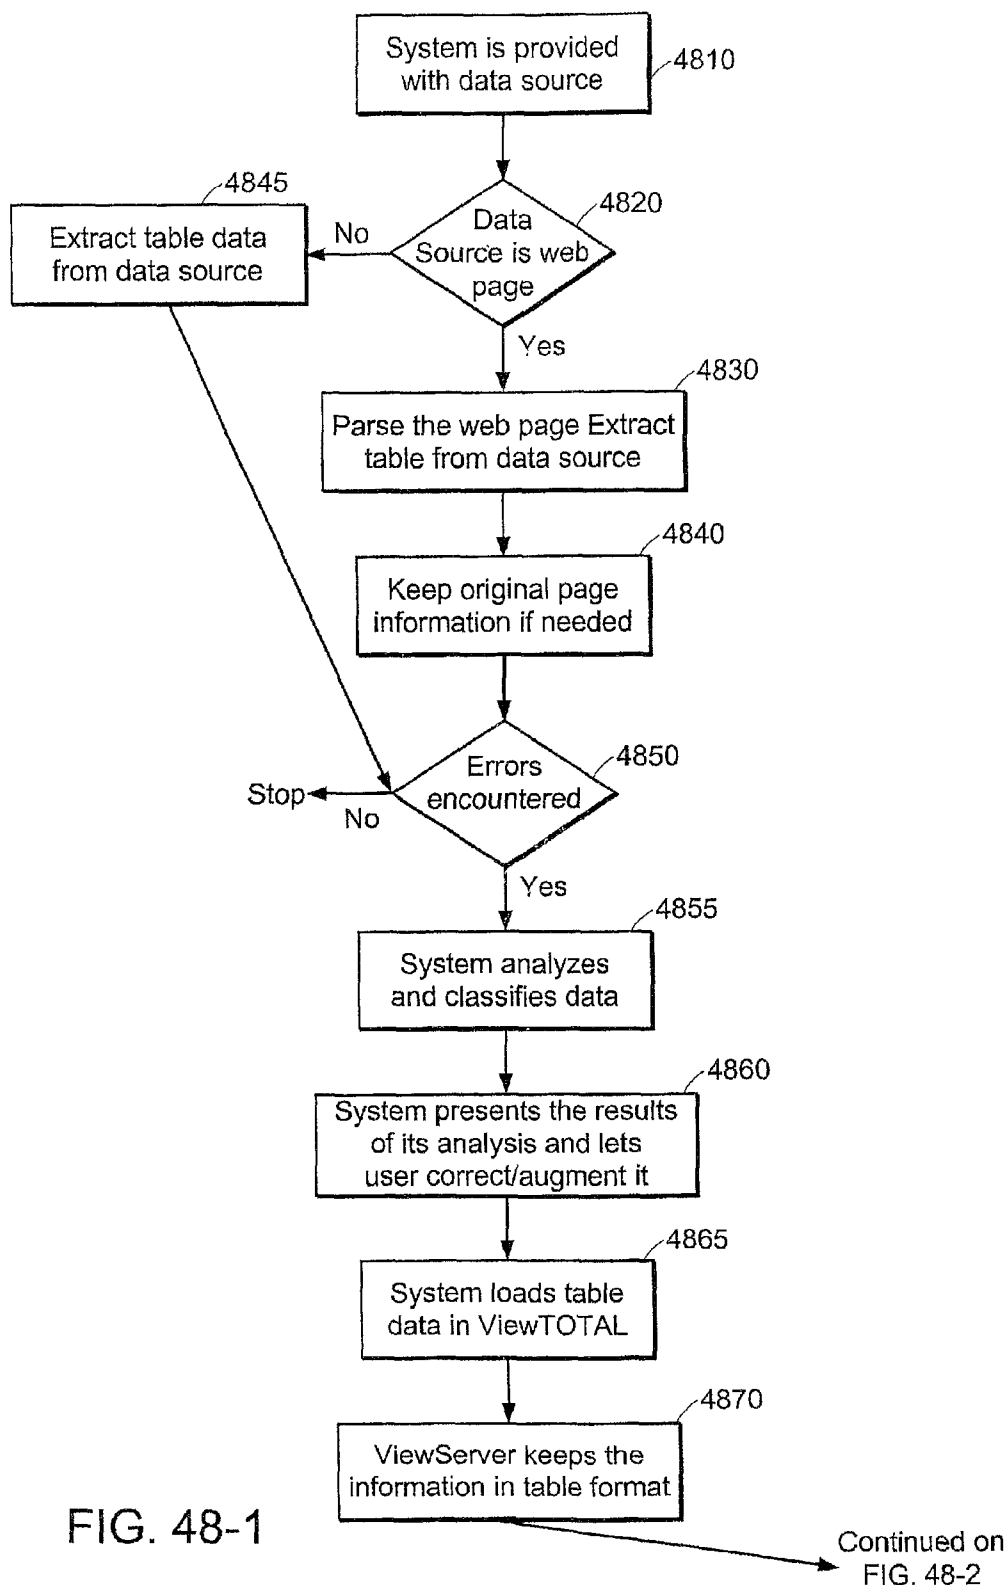 System is provided
with data source
4810
4845
4820
Extract table data
from data source
No
Data
Source is web
page
Yes
4830
Parse the web page Extract
table from data source
4840
Keep original page
information if needed
4850
Errors
encountered
Stop
No
Yes
4855
System analyzes
and classifies data
4860
System presents the results
of its analysis and lets
user correct/augment it
4865
System loads table
data in ViewTOTAL
4870
ViewServer keeps the
information in table format
FIG. 48-1
Continued on
FIG. 48-2